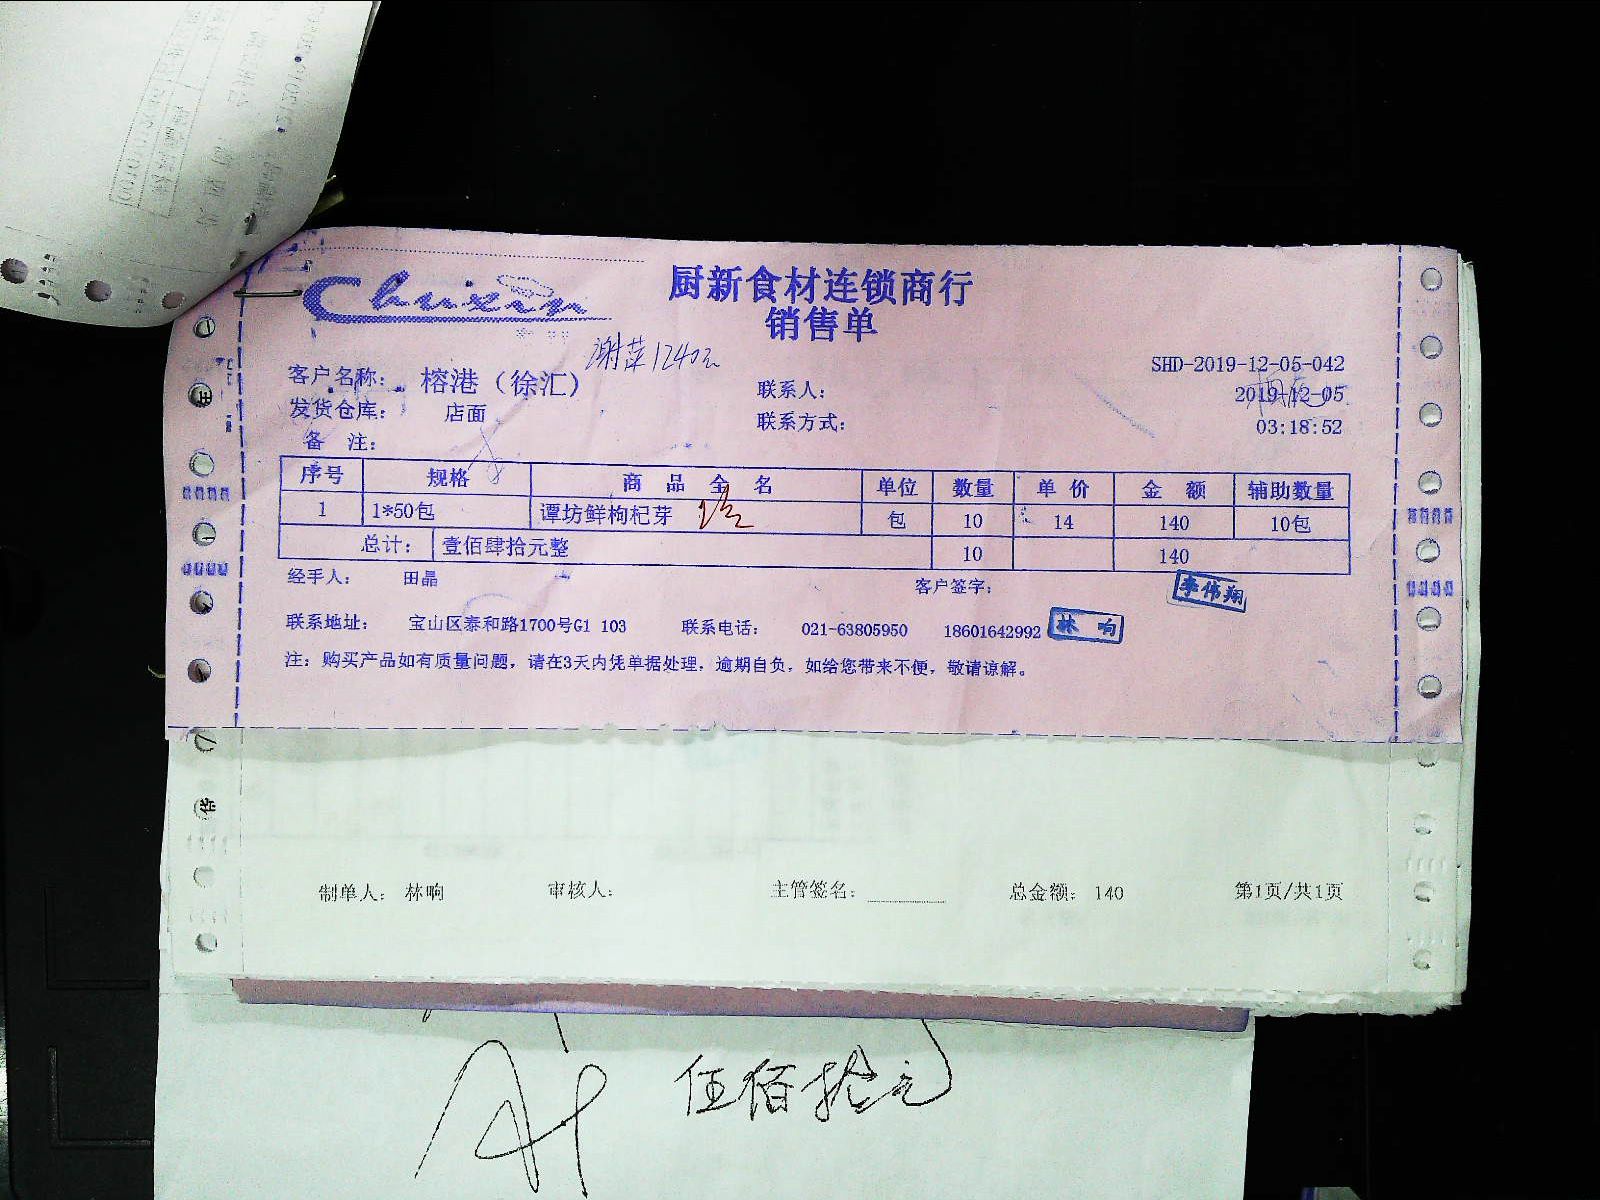 Chuxin
厨新食材连锁商行
销售单
谢萍1240元
SHD-2019-12-05-042
客户名称： 榕港（徐汇） 联系人： 2019-12-05
发货仓库： 店面 联系方式： 03:18:52
备 注：
序号 规格 商品全名 单位 数量 单价 金额 辅助数量
1 1*50包 谭坊鲜枸杞芽 包 10 14 140 10包
总计： 壹佰肆拾元整 10 140
经手人： 田晶 客户签字： 李伟翔
联系地址： 宝山区泰和路1700号G1 103 联系电话： 021-63805950 18601642992 林响
注：购买产品如有质量问题，请在3天内凭单据处理，逾期自负，如给您带来不便，敬请谅解。
制单人： 林响 审核人： 主管签名： 总金额： 140 第1页/共1页
伍佰拾元